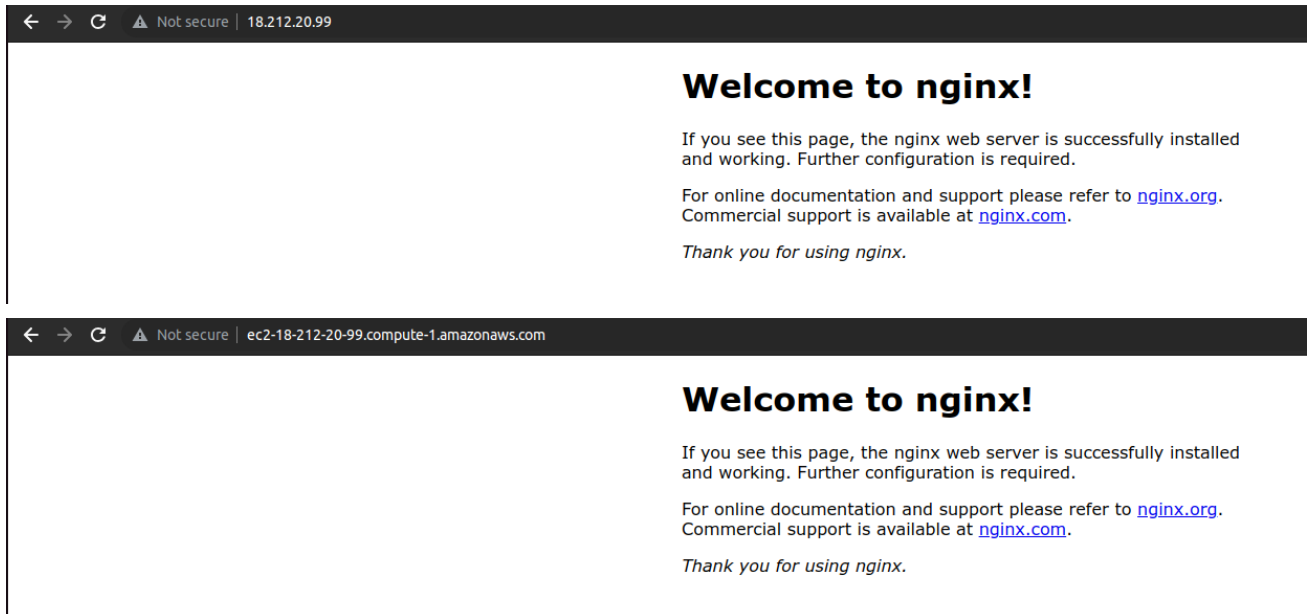 Not secure | 18.212.20.99
Welcome to nginx!
If you see this page, the nginx web server is successfully installed
and working. Further configuration is required.
For online documentation and support please refer to nginx.org.
Commercial support is available at nginx.com.
Thank you for using nginx.
Not secure | ec2-18-212-20-99.compute-1.amazonaws.com
Welcome to nginx!
If you see this page, the nginx web server is successfully installed
and working. Further configuration is required.
For online documentation and support please refer to nginx.org.
Commercial support is available at nginx.com.
Thank you for using nginx.